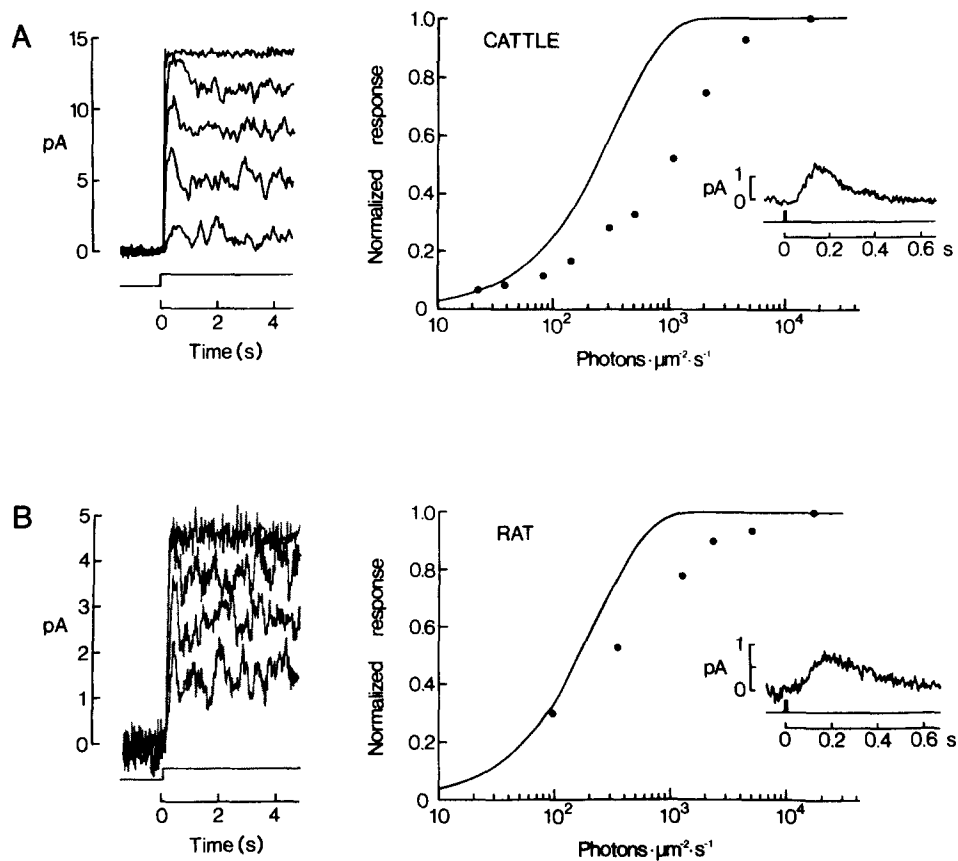 A
15
10
5
0
pA
0 2 4
Time (s)
CATTLE
1.0
0.8
0.6
0.4
0.2
0
Normalized response
10 10² 10³ 10⁴
Photons·µm⁻²·s⁻¹
pA
1
0
0 0.2 0.4 0.6 s
B
5
4
3
2
1
0
pA
0 2 4
Time (s)
RAT
1.0
0.8
0.6
0.4
0.2
0
Normalized response
10 10² 10³ 10⁴
Photons·µm⁻²·s⁻¹
pA
1
0
0 0.2 0.4 0.6 s